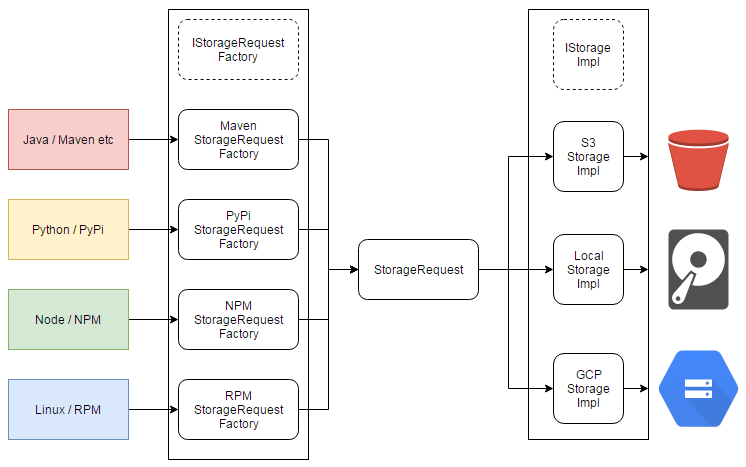 IStorageRequest
Factory
IStorage
Impl
Java / Maven etc
Maven
StorageRequest
Factory
S3
Storage
Impl
Python / PyPi
PyPi
StorageRequest
Factory
StorageRequest
Local
Storage
Impl
Node / NPM
NPM
StorageRequest
Factory
GCP
Storage
Impl
Linux / RPM
RPM
StorageRequest
Factory